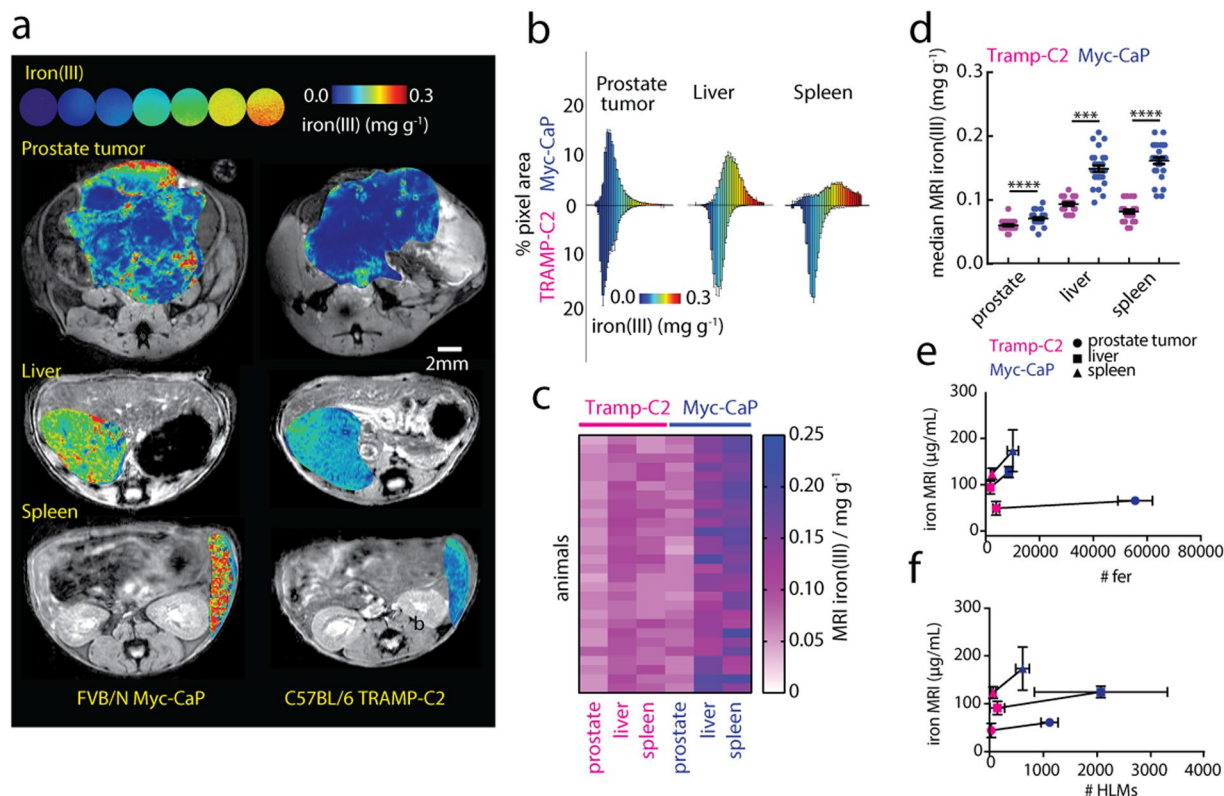 a
Iron(III)
0.0 0.3
iron(III) (mg g-1)
Prostate tumor
2mm
Liver
Spleen
b
FVB/N Myc-CaP
C57BL/6 TRAMP-C2
b
Prostate
tumor
Liver
Spleen
20
10
0
10
20
% pixel area
Myc-CaP
TRAMP-C2
0.0 0.3
iron(III) (mg g-1)
c
Tramp-C2 Myc-CaP
animals
0.25
0.20
0.15
0.10
0.05
0
MRI iron(III) / mg g-1
prostate
liver
spleen
prostate
liver
spleen
d
Tramp-C2 Myc-CaP
0.3
0.2
0.1
0.0
median MRI iron(III) (mg g-1)
****
***
****
prostate
liver
spleen
e
Tramp-C2
Myc-CaP
prostate tumor
liver
spleen
300
200
100
0
iron MRI (µg/mL)
0 20000 40000 60000 80000
# fer
f
300
200
100
0
iron MRI (µg/mL)
0 1000 2000 3000 4000
# HLMs